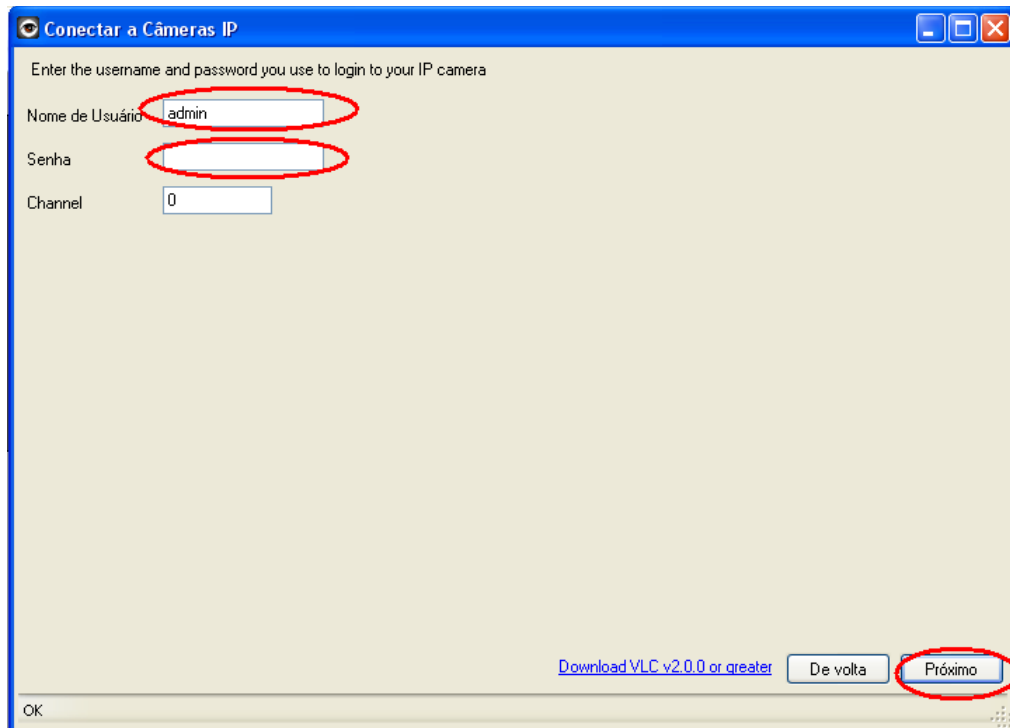 Conectar a Câmeras IP
Enter the username and password you use to login to your IP camera
Nome de Usuário admin
Senha
Channel 0
Download VLC v2.0.0 or greater De volta Próximo
OK